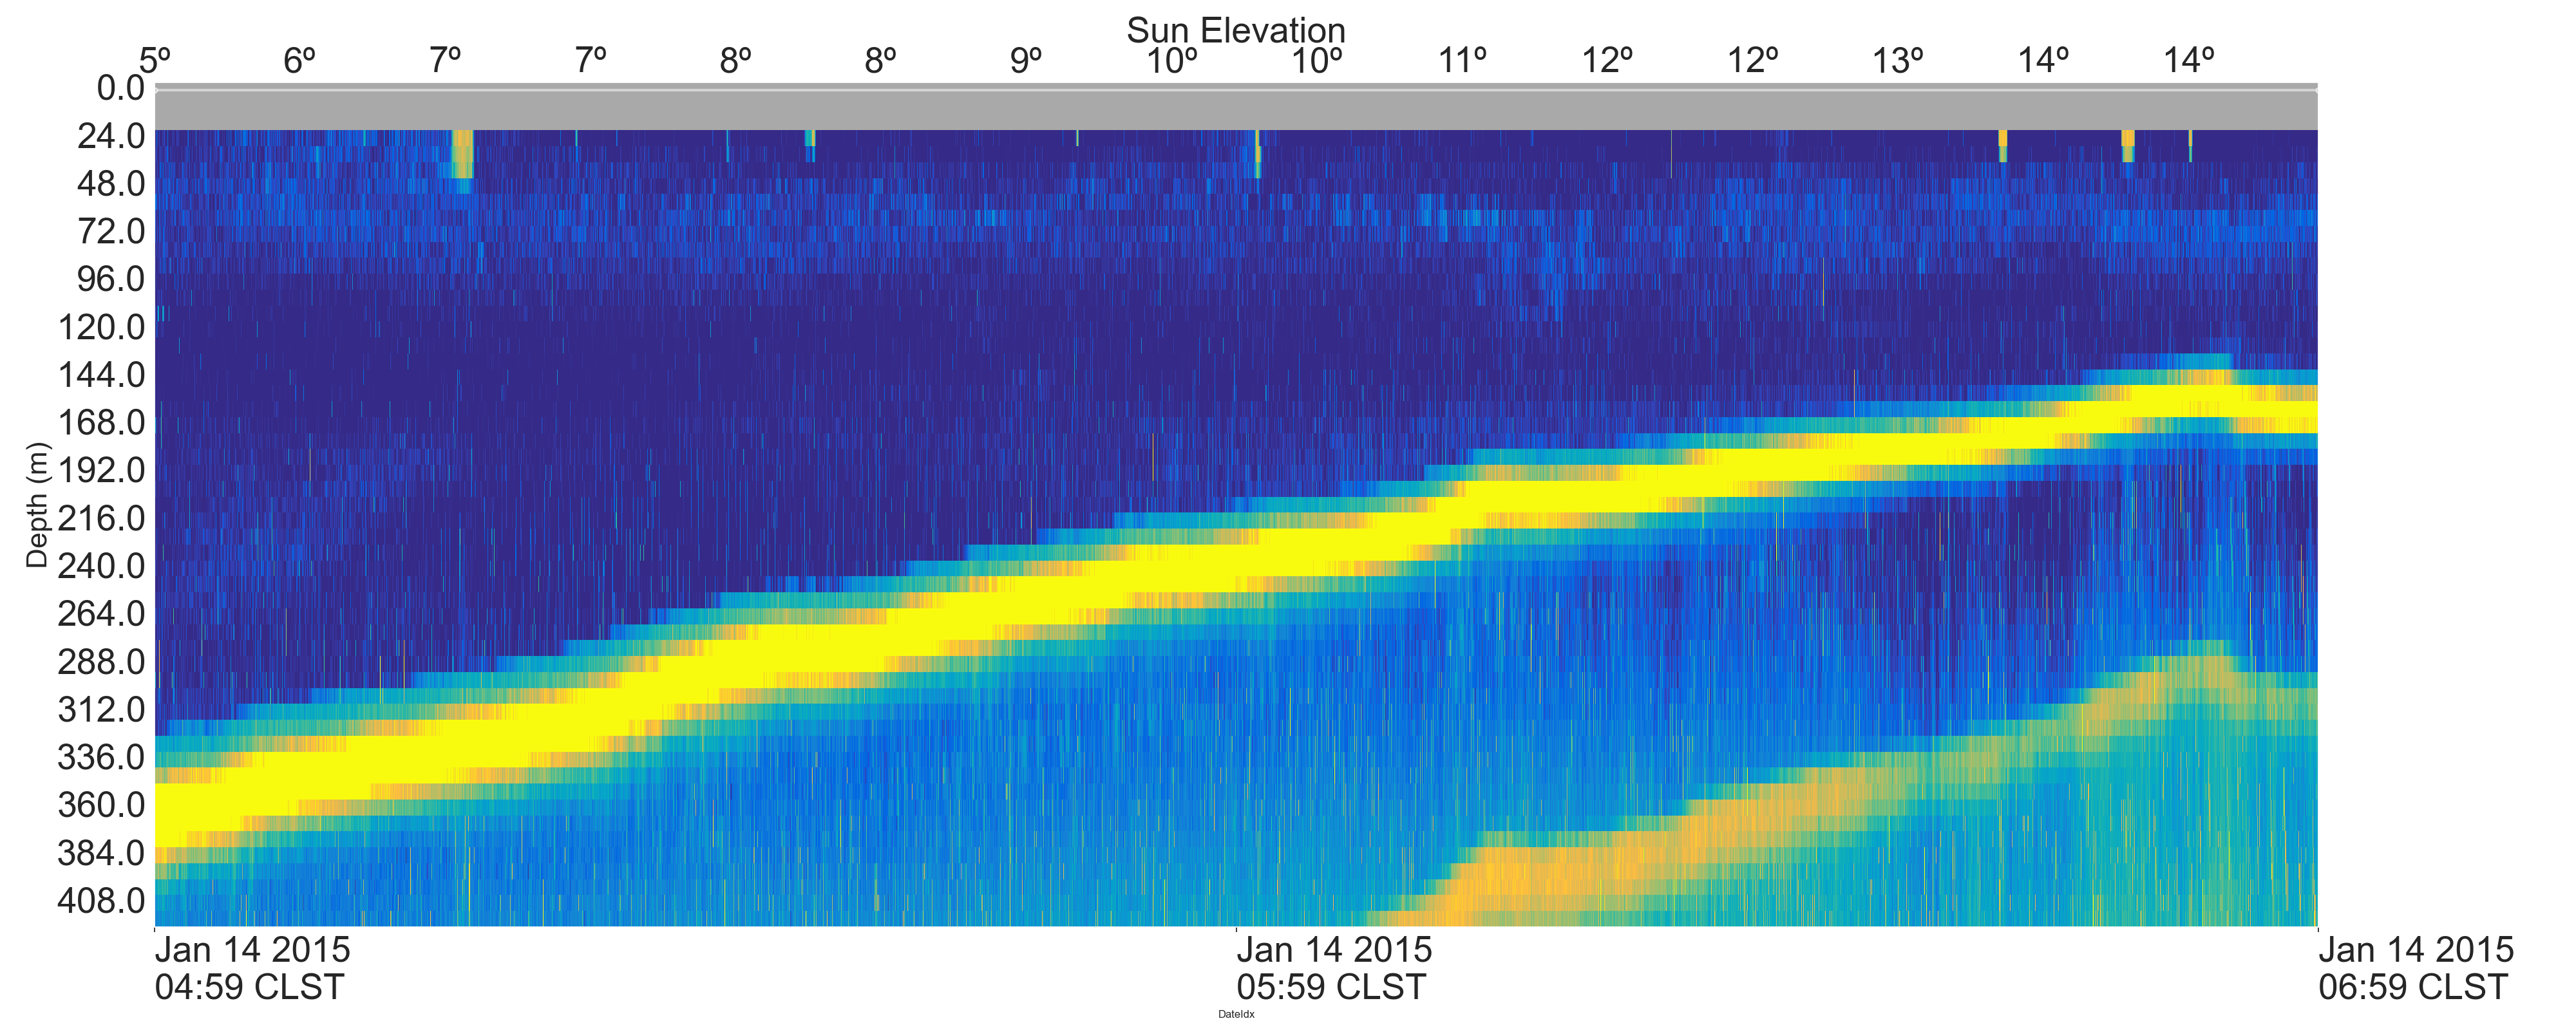 Sun Elevation
5º 6º 7º 7º 8º 8º 9º 10º 10º 11º 12º 12º 13º 14º 14º
0.0
24.0
48.0
72.0
96.0
120.0
144.0
168.0
192.0
216.0
240.0
264.0
288.0
312.0
336.0
360.0
384.0
408.0
Depth (m)
Jan 14 2015
04:59 CLST
Jan 14 2015
05:59 CLST
Jan 14 2015
06:59 CLST
DateIdx